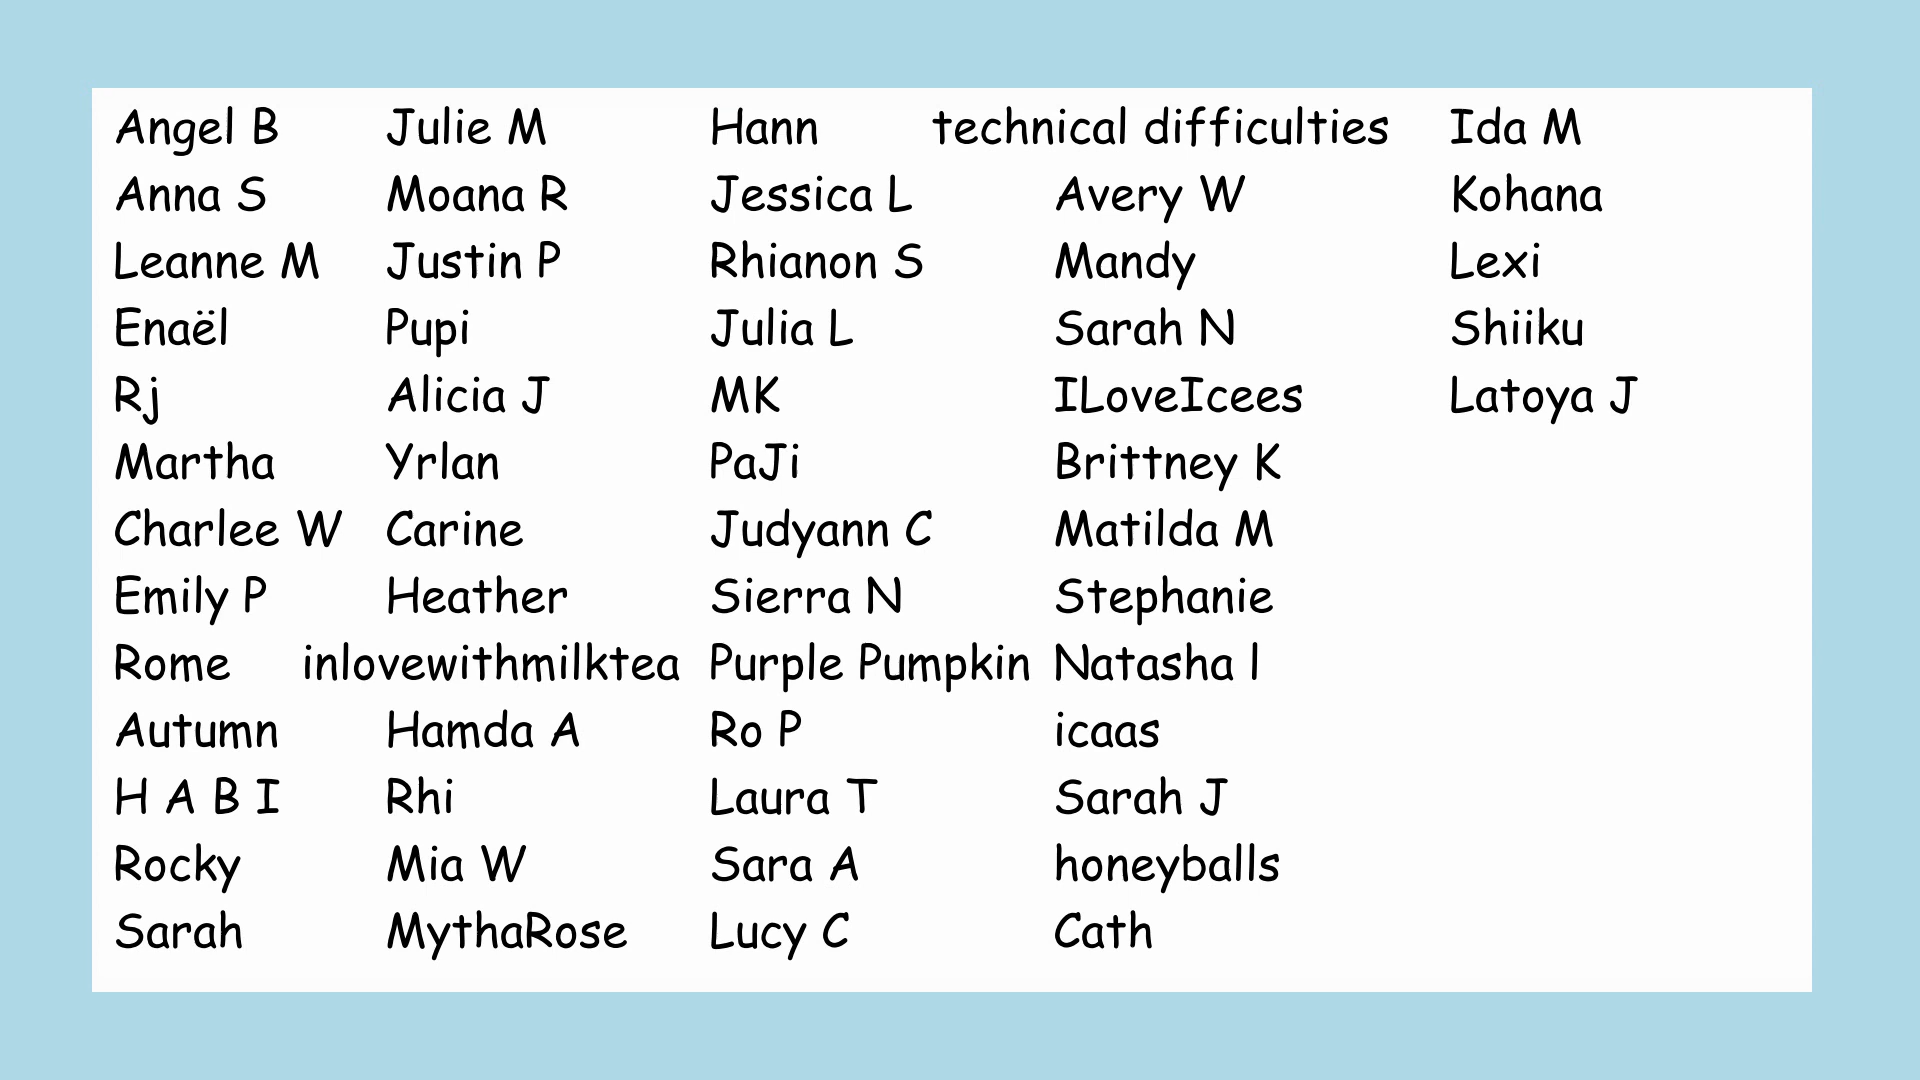 Angel B Julie M Hann technical difficulties Ida M
Anna S Moana R Jessica L Avery W Kohana
Leanne M Justin P Rhianon S Mandy Lexi
Enaël Pupi Julia L Sarah N Shiiku
Rj Alicia J MK ILoveIcees Latoya J
Martha Yrlan PaJi Brittney K
Charlee W Carine Judyann C Matilda M
Emily P Heather Sierra N Stephanie
Rome inlovewithmilktea Purple Pumpkin Natasha l
Autumn Hamda A Ro P icaas
H A B I Rhi Laura T Sarah J
Rocky Mia W Sara A honeyballs
Sarah MythaRose Lucy C Cath